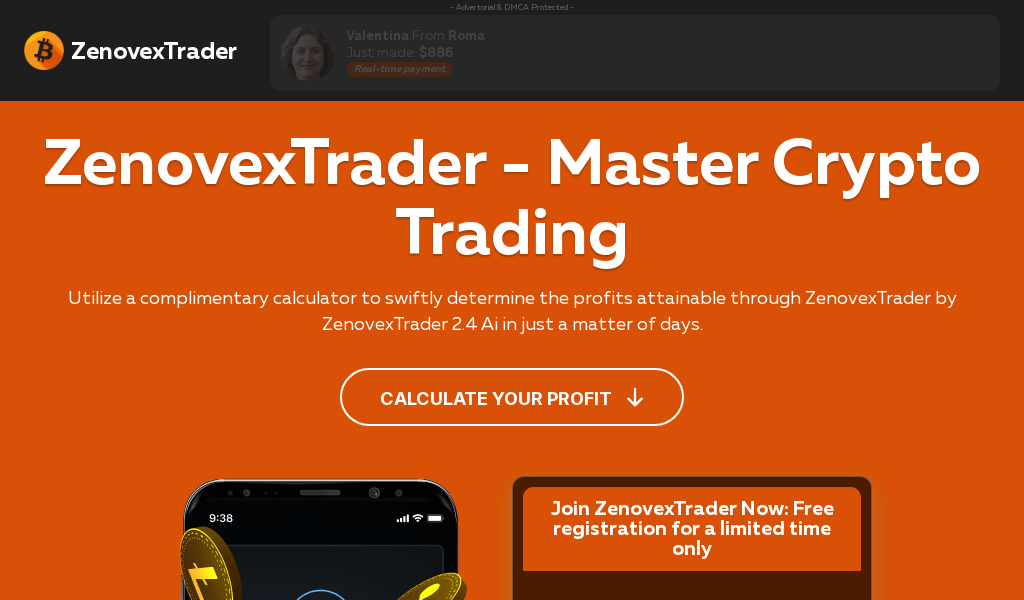 - Advertorial & DMCA Protected -
ZenovexTrader
Valentina From Roma
Just made: $886
Real-time payment
ZenovexTrader - Master Crypto
Trading
Utilize a complimentary calculator to swiftly determine the profits attainable through ZenovexTrader by
ZenovexTrader 2.4 Ai in just a matter of days.
CALCULATE YOUR PROFIT
9:38
Join ZenovexTrader Now: Free
registration for a limited time
only